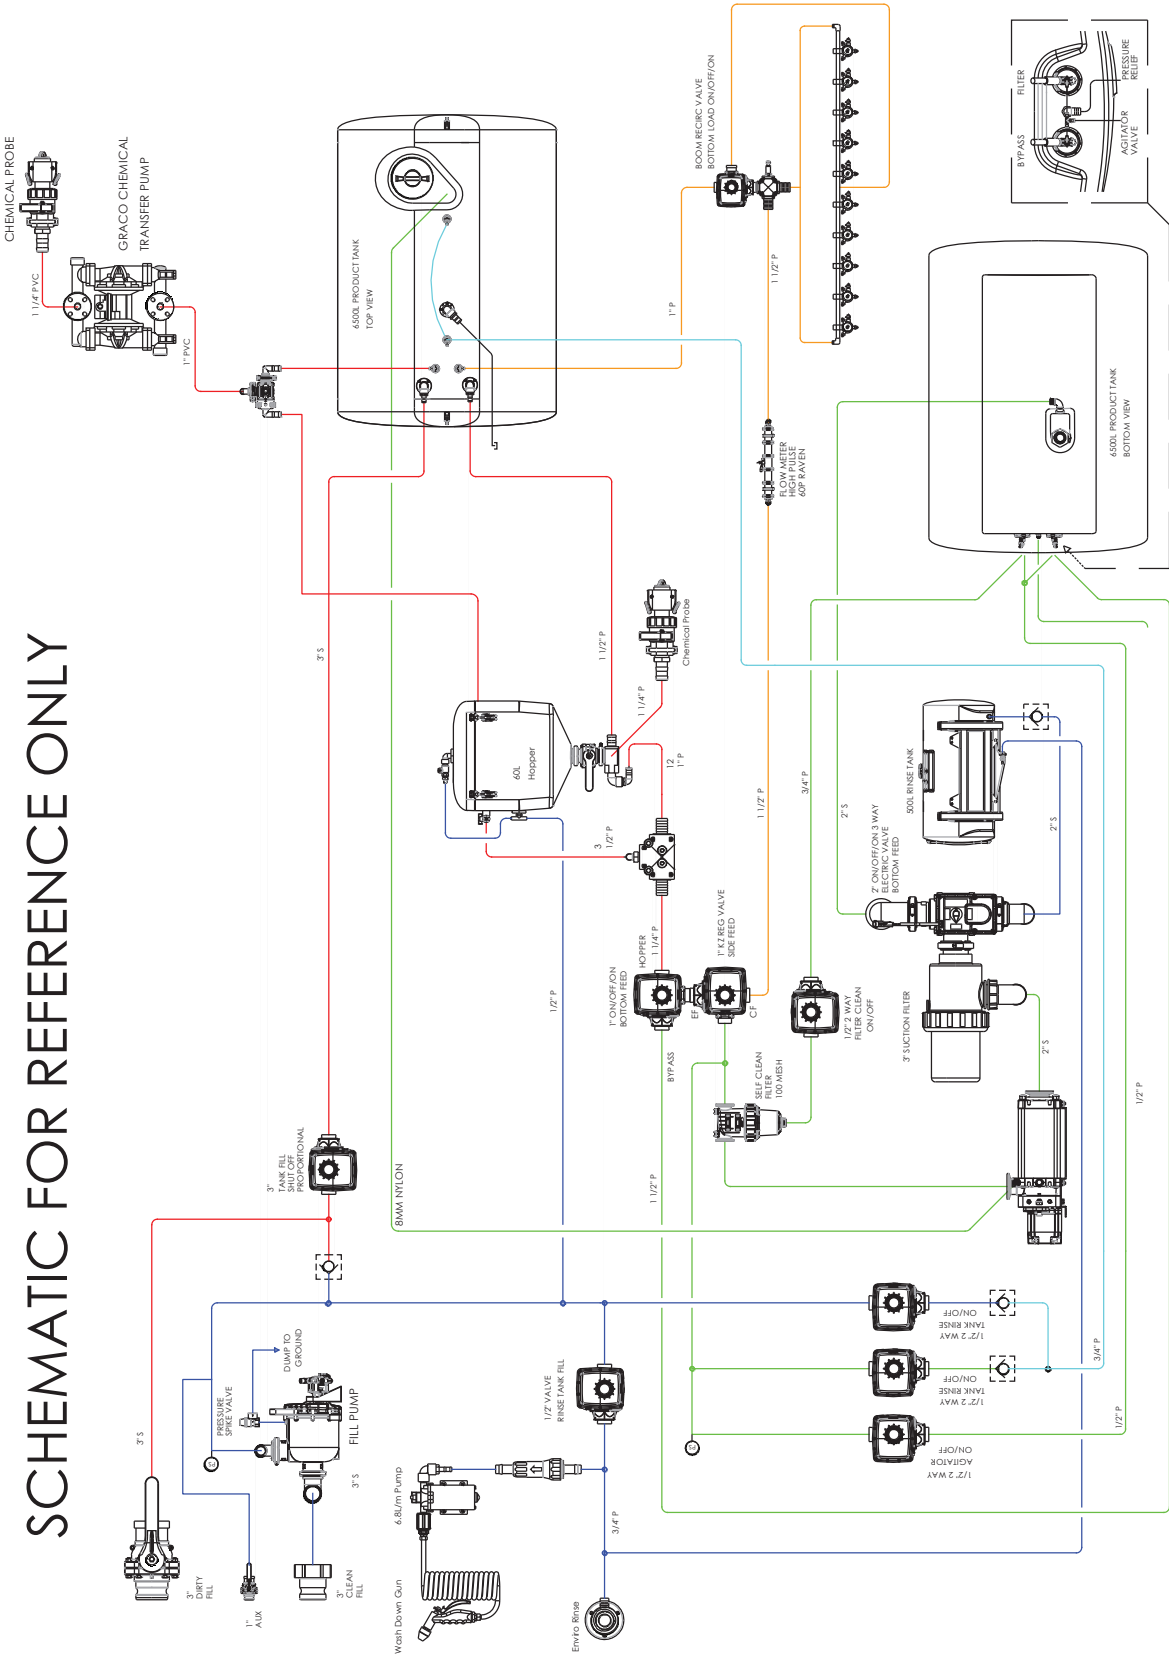 SCHEMATIC FOR REFERENCE ONLY
CHEMICAL PROBE
GRACO CHEMICAL
TRANSFER PUMP
1 1/4" PVC
1" PVC
6500L PRODUCT TANK
TOP VIEW
BOOM RECIRC VALVE
BOTTOM LOAD ON/OFF/ON
1" P
1 1/2" P
FLOW METER
HIGH PULSE
60P RAVEN
BYPASS
FILTER
AGITATOR
VALVE
PRESSURE
RELIEF
6500L PRODUCT TANK
BOTTOM VIEW
3" S
60L
Hopper
1 1/2" P
1 1/4" P
Chemical Probe
12
1" P
3
1/2" P
1 1/2" P
3/4" P
2" S
500L RINSE TANK
2" S
2" ON/OFF/ON 3 WAY
ELECTRIC VALVE
BOTTOM FEED
HOPPER
1 1/4" P
1" ON/OFF/ON
BOTTOM FEED
1" KZ REG VALVE
SIDE FEED
EF
CF
BYPASS
1/2" 2 WAY
FILTER CLEAN
ON/OFF
SELF CLEAN
FILTER
100 MESH
3" SUCTION FILTER
2" S
1/2" P
1/2" P
3"
TANK FILL
SHUT OFF
PROPORTIONAL
8MM NYLON
1 1/2" P
3" S
PRESSURE
SPIKE VALVE
DUMP TO
GROUND
FILL PUMP
3" S
3"
DIRTY
FILL
1"
AUX
3"
CLEAN
FILL
1/2" VALVE
RINSE TANK FILL
6.8L/m Pump
Wash Down Gun
3/4" P
Enviro Rinse
1/2" 2 WAY
TANK RINSE
ON/OFF
1/2" 2 WAY
TANK RINSE
ON/OFF
1/2" 2 WAY
AGITATOR
ON/OFF
3/4" P
1/2" P